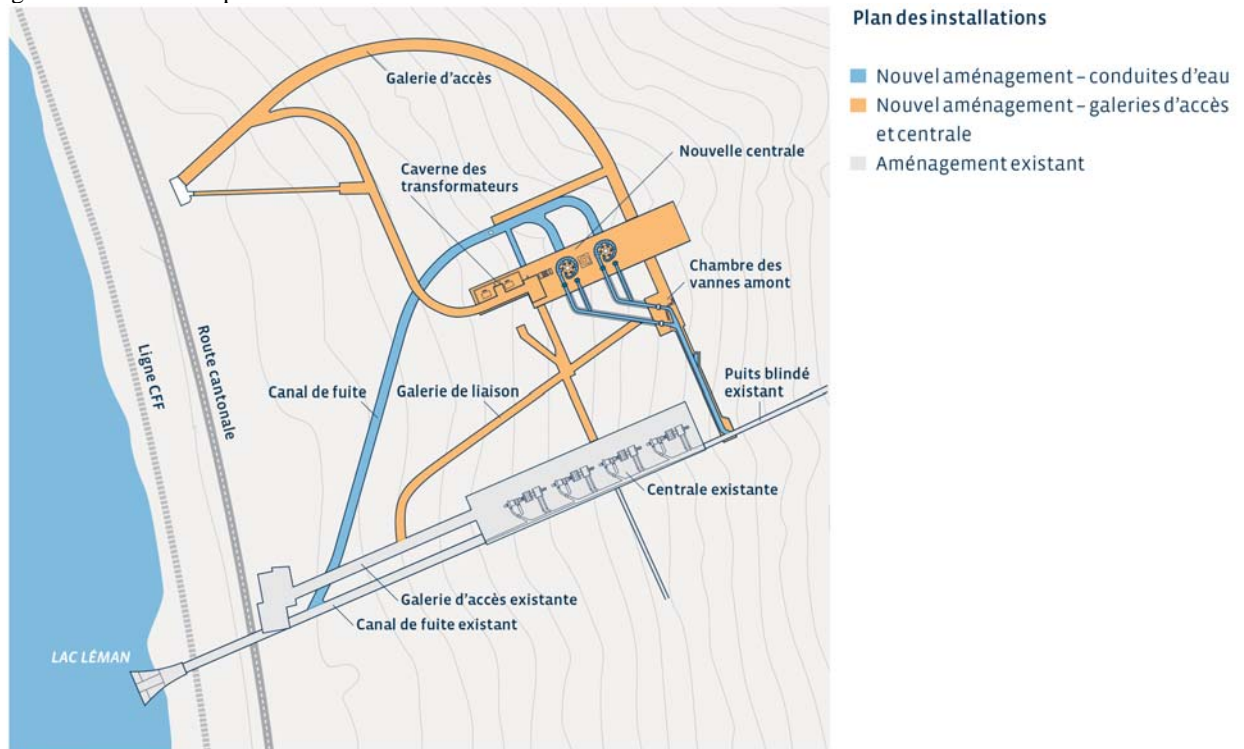 Plan des installations
Nouvel aménagement – conduites d'eau
Nouvel aménagement – galeries d'accès
et centrale
Aménagement existant
Galerie d'accès
Nouvelle centrale
Caverne des
transformateurs
Chambre des
vannes amont
Ligne CFF
Route cantonale
Puits blindé
existant
Canal de fuite
Galerie de liaison
Centrale existante
Galerie d'accès existante
Canal de fuite existant
LAC LÉMAN